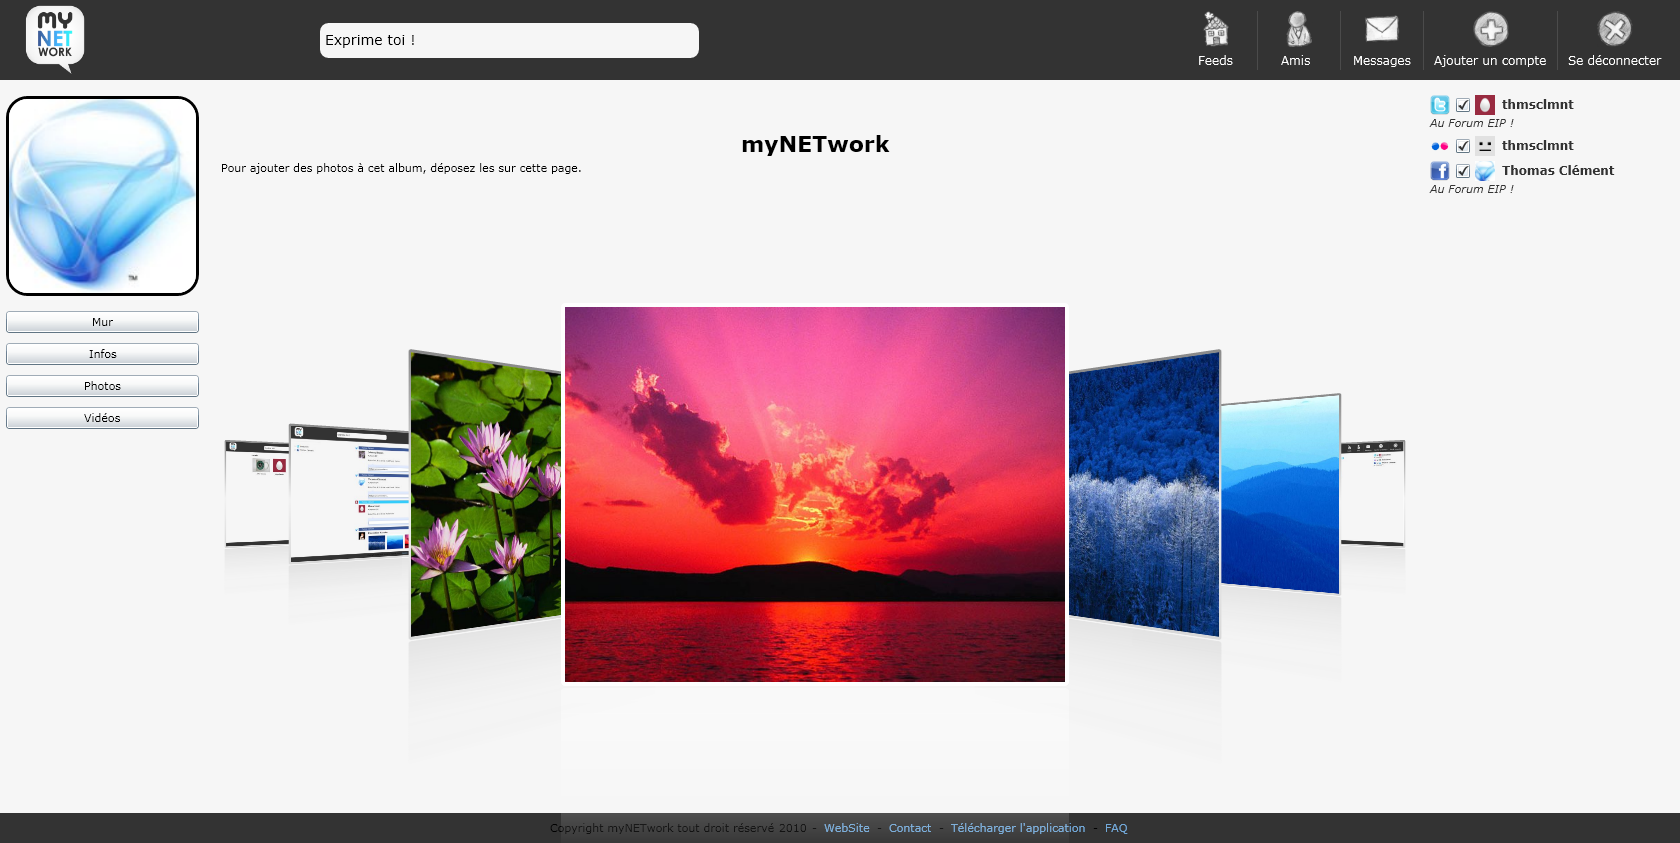 MY
NET
WORK
Exprime toi !
Feeds
Amis
Messages
Ajouter un compte
Se déconnecter
TM
Mur
Infos
Photos
Vidéos
myNETwork
Pour ajouter des photos à cet album, déposez les sur cette page.
thmsclmnt
Au Forum EIP !
thmsclmnt
Thomas Clément
Au Forum EIP !
Copyright myNETwork tout droit réservé 2010 - WebSite - Contact - Télécharger l'application - FAQ